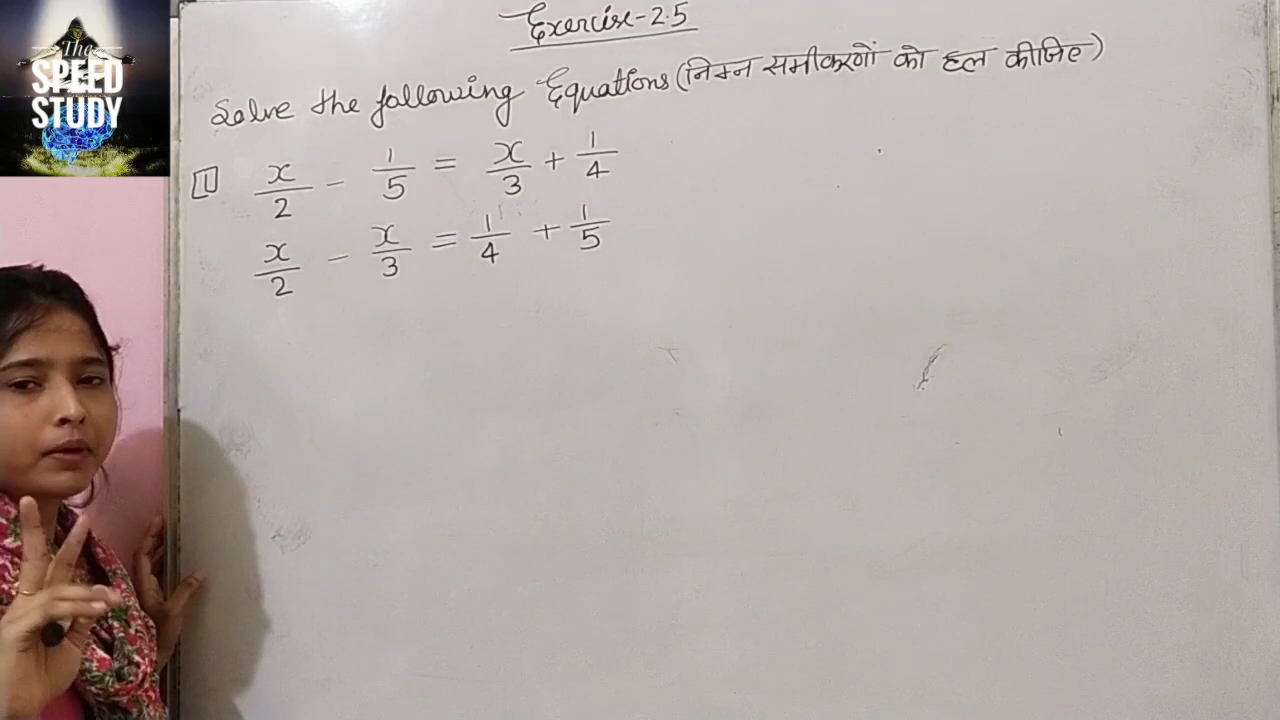 The
SPEED
STUDY
Exercise-2.5
Solve the following Equations (निम्न समीकरणों को हल कीजिए)
1 x/2 - 1/5 = x/3 + 1/4
x/2 - x/3 = 1/4 + 1/5